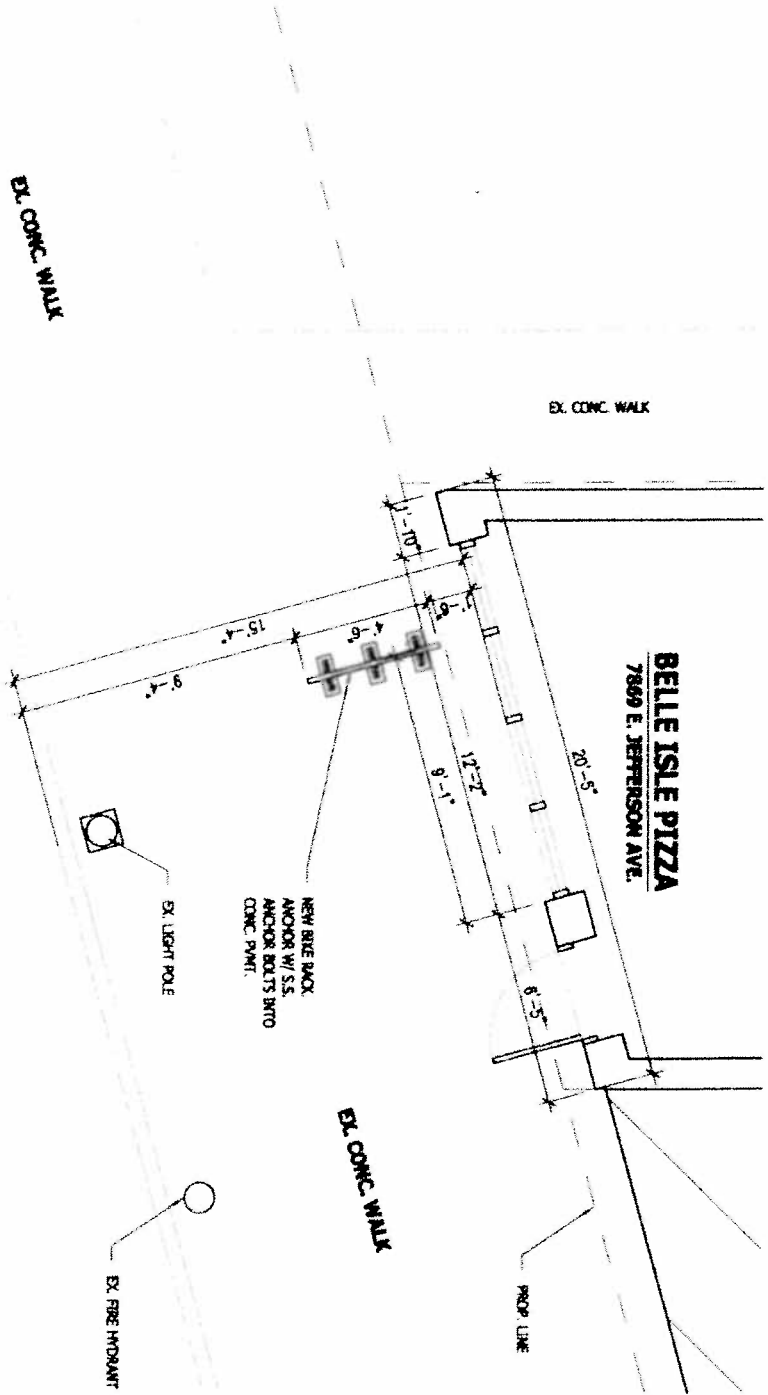 BELLE ISLE PIZZA
7869 E. JEFFERSON AVE.
EX. CONC. WALK
EX. CONC. WALK
20'-5"
1'-10"
1'-6"
4'-6"
15'-4"
9'-4"
12'-2"
9'-1"
6'-5"
NEW BIKE RACK.
ANCHOR W/ S.S.
ANCHOR BOLTS INTO
CONC. PVMT.
EX. LIGHT POLE
EX. CONC. WALK
PROP. LINE
EX. FIRE HYDRANT